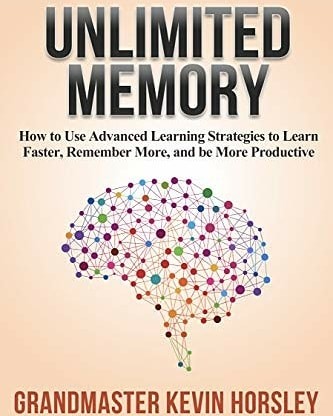 UNLIMITED
MEMORY
How to Use Advanced Learning Strategies to Learn
Faster, Remember More, and be More Productive
GRANDMASTER KEVIN HORSLEY